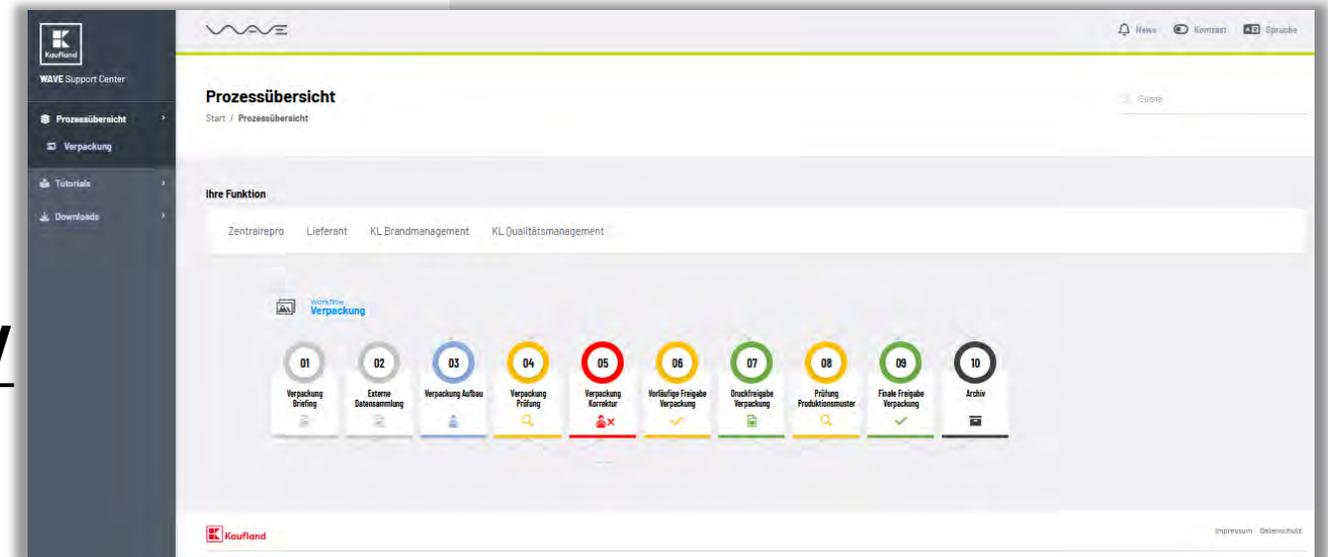 Kaufland
WAVE Support Center
Prozessübersicht
Verpackung
Tutorials
Downloads
WAVE
News Kontrast Sprache
Prozessübersicht
Start / Prozessübersicht
Suche
Ihre Funktion
Zentralrepro Lieferant KL Brandmanagement KL Qualitätsmanagement
Workflow
Verpackung
01 02 03 04 05 06 07 08 09 10
Verpackung Briefing
Externe Datensammlung
Verpackung Aufbau
Verpackung Prüfung
Verpackung Korrektur
Vorläufige Freigabe Verpackung
Druckfreigabe Verpackung
Prüfung Produktionsmuster
Finale Freigabe Verpackung
Archiv
Kaufland
Impressum Datenschutz